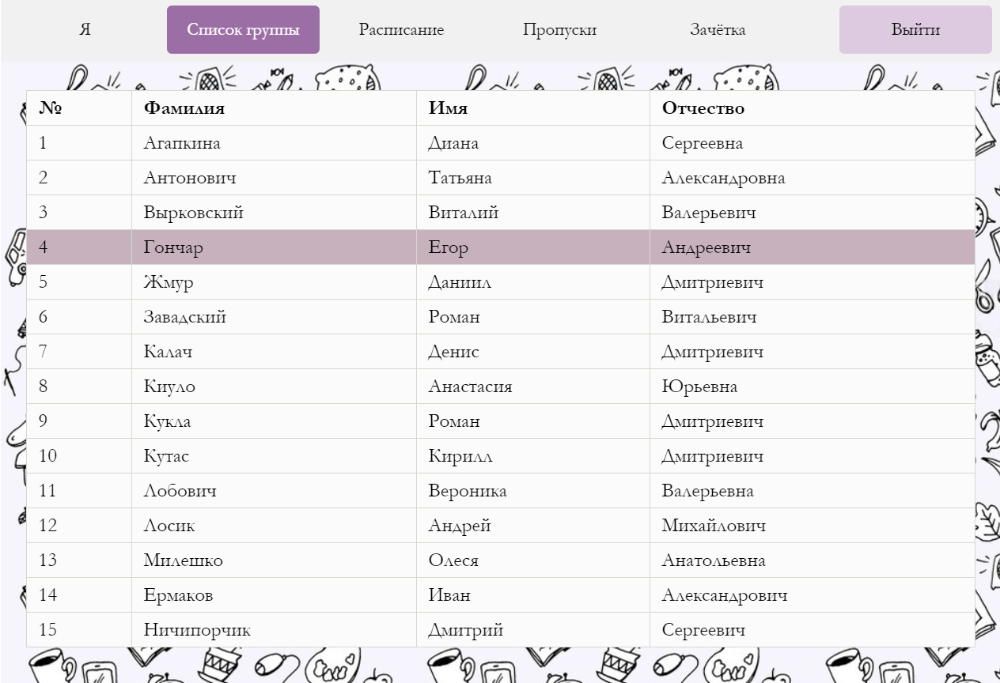 Я Список группы Расписание Пропуски Зачётка Выйти
№ Фамилия Имя Отчество
1 Агапкина Диана Сергеевна
2 Антонович Татьяна Александровна
3 Вырковский Виталий Валерьевич
4 Гончар Егор Андреевич
5 Жмур Даниил Дмитриевич
6 Завадский Роман Витальевич
7 Калач Денис Дмитриевич
8 Киуло Анастасия Юрьевна
9 Кукла Роман Дмитриевич
10 Кутас Кирилл Дмитриевич
11 Лобович Вероника Валерьевна
12 Лосик Андрей Михайлович
13 Милешко Олеся Анатольевна
14 Ермаков Иван Александрович
15 Ничипорчик Дмитрий Сергеевич